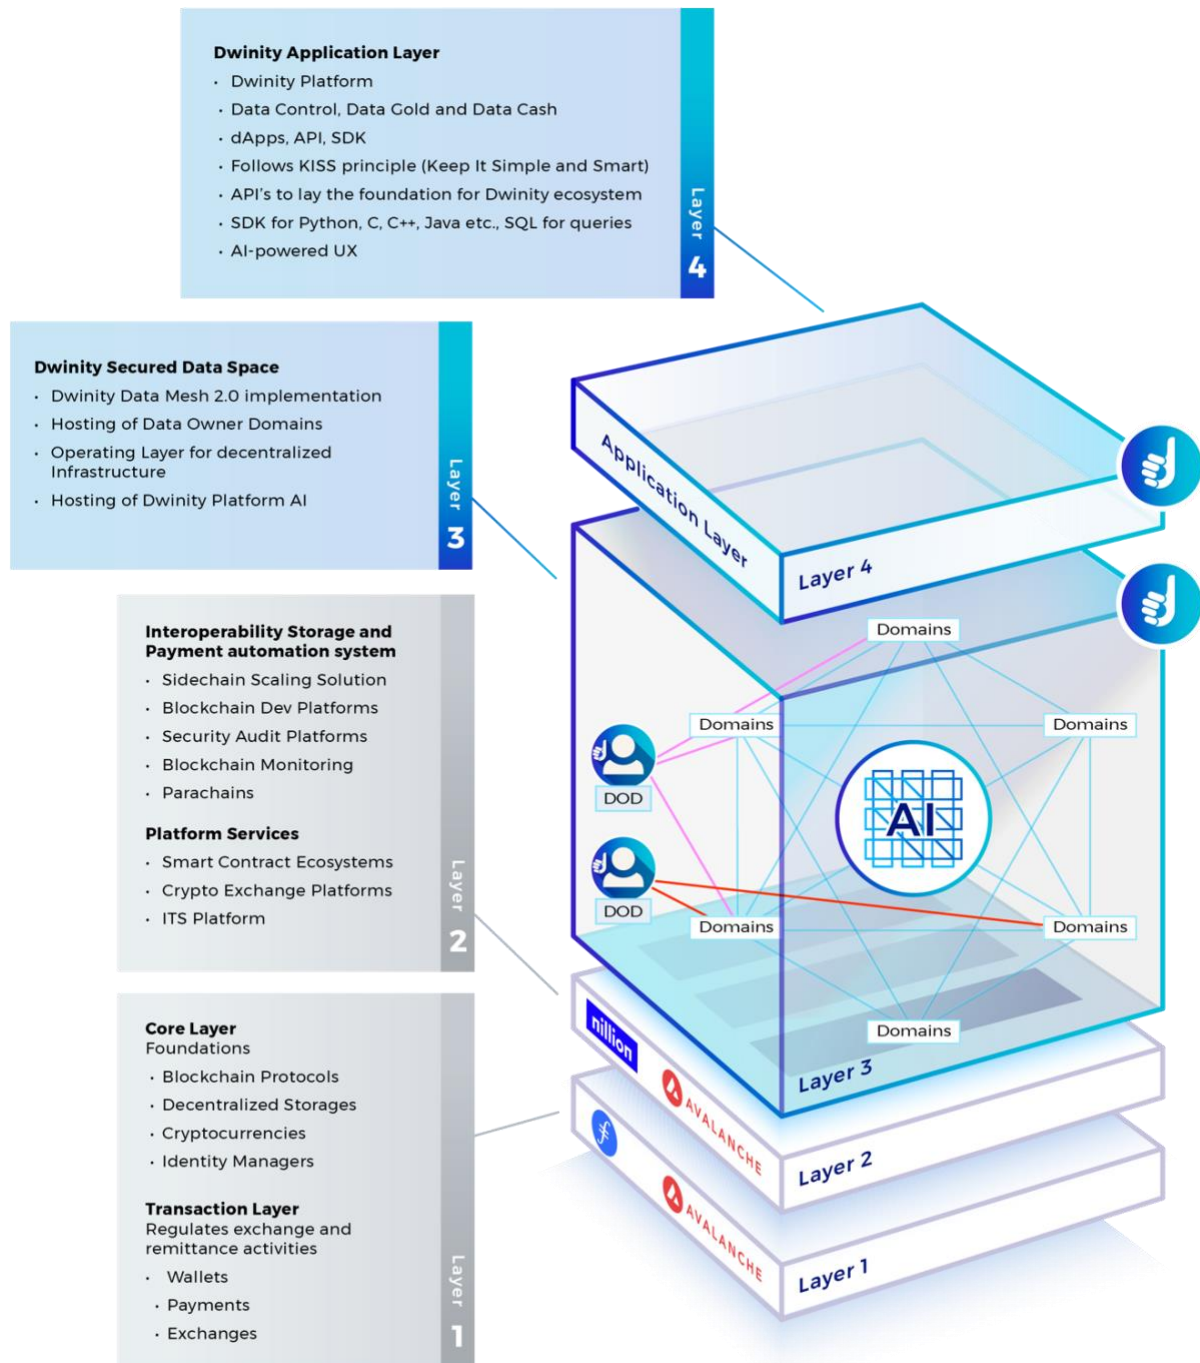 Dwinity Application Layer
• Dwinity Platform
• Data Control, Data Gold and Data Cash
• dApps, API, SDK
• Follows KISS principle (Keep It Simple and Smart)
• API's to lay the foundation for Dwinity ecosystem
• SDK for Python, C, C++, Java etc., SQL for queries
• AI-powered UX
Layer 4
Dwinity Secured Data Space
• Dwinity Data Mesh 2.0 implementation
• Hosting of Data Owner Domains
• Operating Layer for decentralized
Infrastructure
• Hosting of Dwinity Platform AI
Layer 3
Interoperability Storage and
Payment automation system
• Sidechain Scaling Solution
• Blockchain Dev Platforms
• Security Audit Platforms
• Blockchain Monitoring
• Parachains
Platform Services
• Smart Contract Ecosystems
• Crypto Exchange Platforms
• ITS Platform
Layer 2
Core Layer
Foundations
• Blockchain Protocols
• Decentralized Storages
• Cryptocurrencies
• Identity Managers
Transaction Layer
Regulates exchange and
remittance activities
• Wallets
• Payments
• Exchanges
Layer 1
Application Layer
Layer 4
Domains
Domains
Domains
DOD
AI
DOD
Domains
Domains
Domains
Layer 3
nillion
AVALANCHE
Layer 2
AVALANCHE
Layer 1